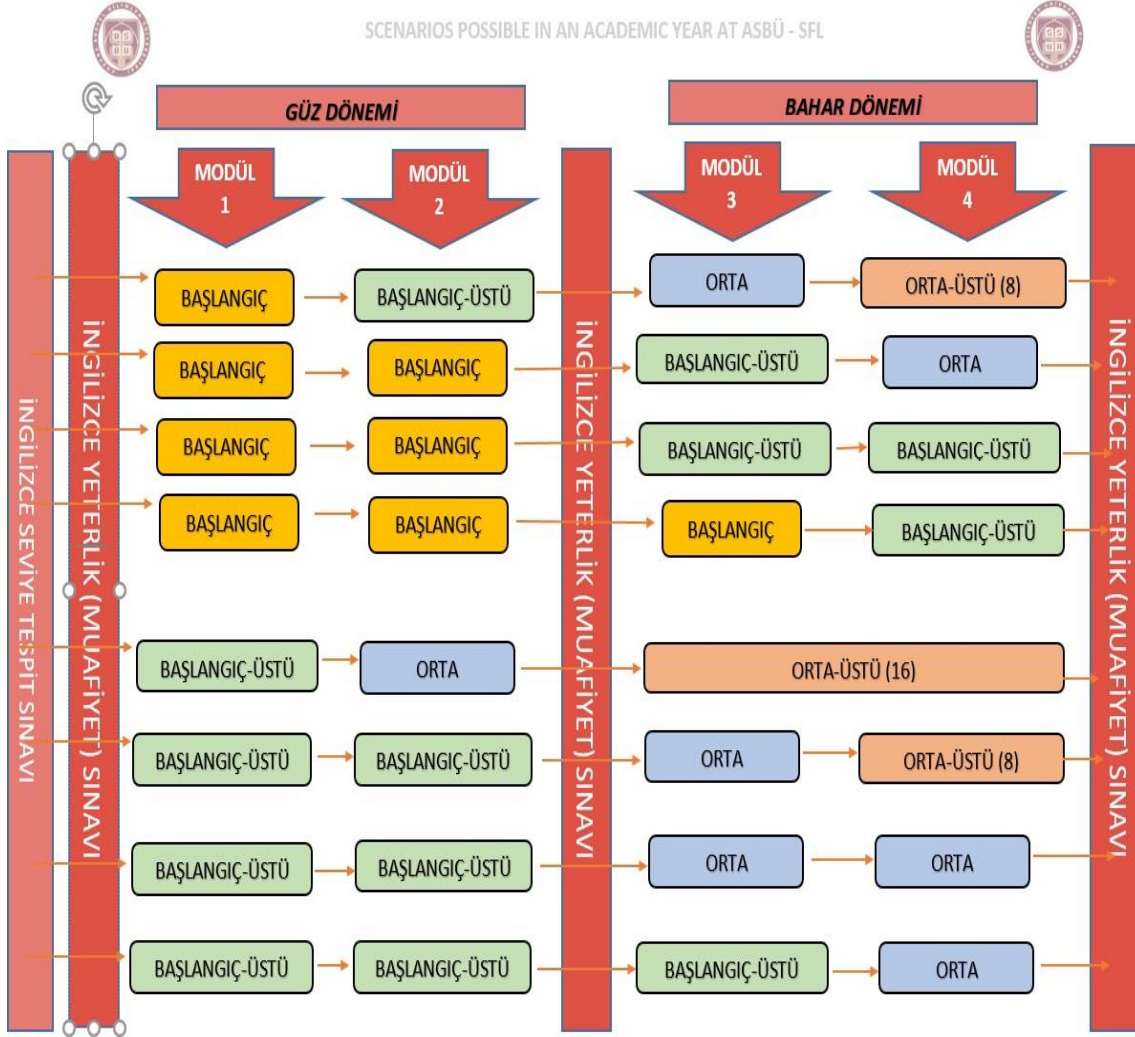 SCENARIOS POSSIBLE IN AN ACADEMIC YEAR AT ASBÜ - SFL
GÜZ DÖNEMİ
BAHAR DÖNEMİ
İNGİLİZCE SEVİYE TESPİT SINAVI
İNGİLİZCE YETERLİK (MUAFİYET) SINAVI
MODÜL
1
MODÜL
2
İNGİLİZCE YETERLİK (MUAFİYET) SINAVI
MODÜL
3
MODÜL
4
İNGİLİZCE YETERLİK (MUAFİYET) SINAVI
BAŞLANGIÇ
BAŞLANGIÇ-ÜSTÜ
ORTA
ORTA-ÜSTÜ (8)
BAŞLANGIÇ
BAŞLANGIÇ
BAŞLANGIÇ-ÜSTÜ
ORTA
BAŞLANGIÇ
BAŞLANGIÇ
BAŞLANGIÇ-ÜSTÜ
BAŞLANGIÇ-ÜSTÜ
BAŞLANGIÇ
BAŞLANGIÇ
BAŞLANGIÇ
BAŞLANGIÇ-ÜSTÜ
BAŞLANGIÇ-ÜSTÜ
ORTA
ORTA-ÜSTÜ (16)
BAŞLANGIÇ-ÜSTÜ
BAŞLANGIÇ-ÜSTÜ
ORTA
ORTA-ÜSTÜ (8)
BAŞLANGIÇ-ÜSTÜ
BAŞLANGIÇ-ÜSTÜ
ORTA
ORTA
BAŞLANGIÇ-ÜSTÜ
BAŞLANGIÇ-ÜSTÜ
BAŞLANGIÇ-ÜSTÜ
ORTA